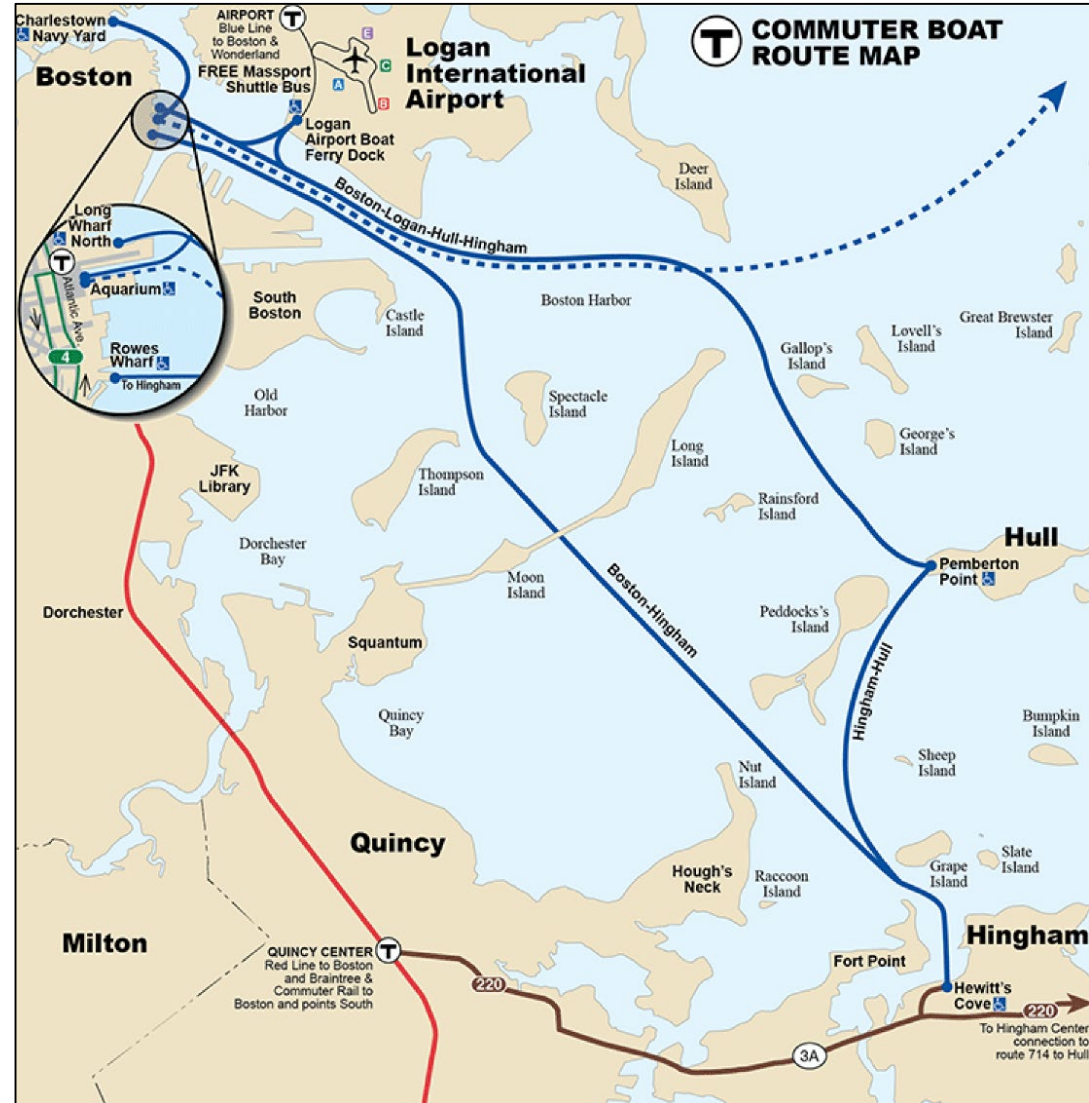 T
COMMUTER BOAT
ROUTE MAP
Charlestown
Navy Yard
Boston
AIRPORT
Blue Line
to Boston &
Wonderland
T
FREE Massport
Shuttle Bus
E
C
A
B
Logan
International
Airport
Logan
Airport Boat
Ferry Dock
Deer
Island
Boston-Logan-Hull-Hingham
Long
Wharf
North
T
Aquarium
Atlantic Ave
4
Rowes
Wharf
To Hingham
South
Boston
Castle
Island
Boston Harbor
Lovell's
Island
Great Brewster
Island
Gallop's
Island
Old
Harbor
Spectacle
Island
Long
Island
George's
Island
JFK
Library
Thompson
Island
Rainsford
Island
Dorchester
Bay
Moon
Island
Hull
Pemberton
Point
Dorchester
Boston-Hingham
Peddocks's
Island
Squantum
Hingham-Hull
Quincy
Bay
Bumpkin
Island
Nut
Island
Sheep
Island
Quincy
Hough's
Neck
Raccoon
Island
Grape
Island
Slate
Island
Milton
QUINCY CENTER
Red Line to Boston
and Braintree &
Commuter Rail to
Boston and points South
T
220
Fort Point
Hingham
Hewitt's
Cove
220
3A
To Hingham Center
connection to
route 714 to Hull